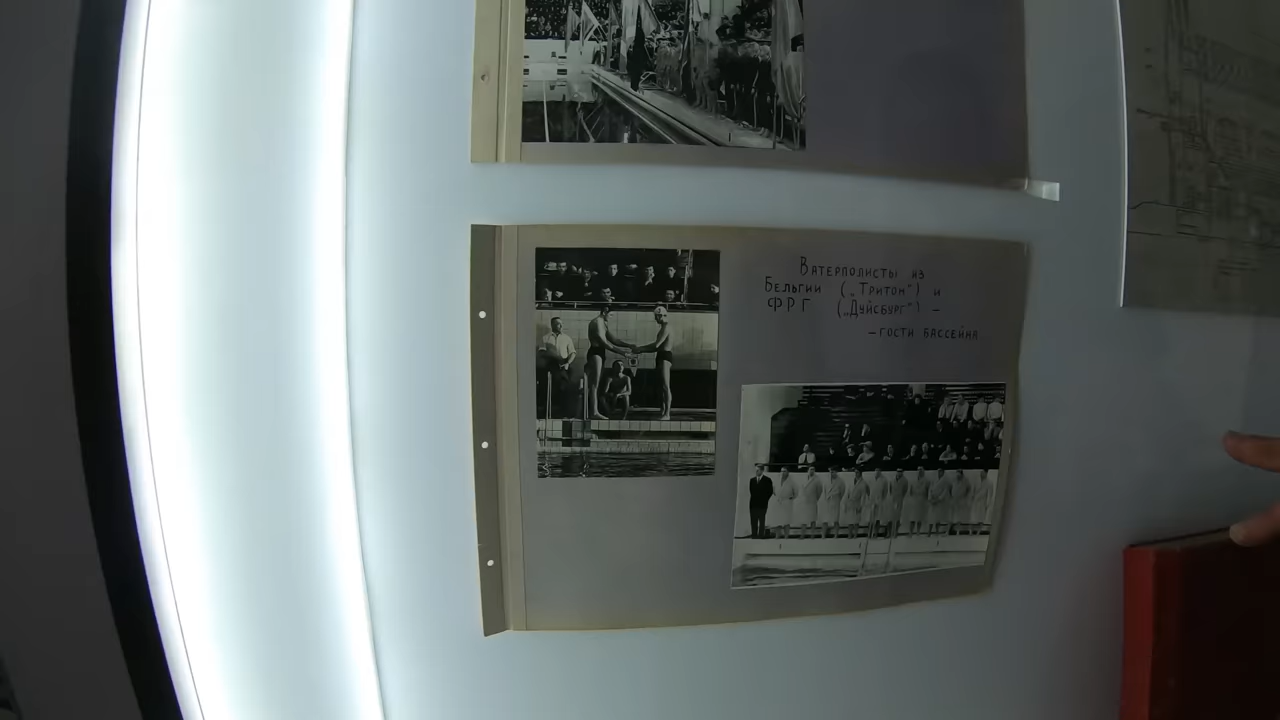 Ватерполисты из
Бельгии („Тритон") и
ФРГ („Дуйсбург") –
– гости бассейна